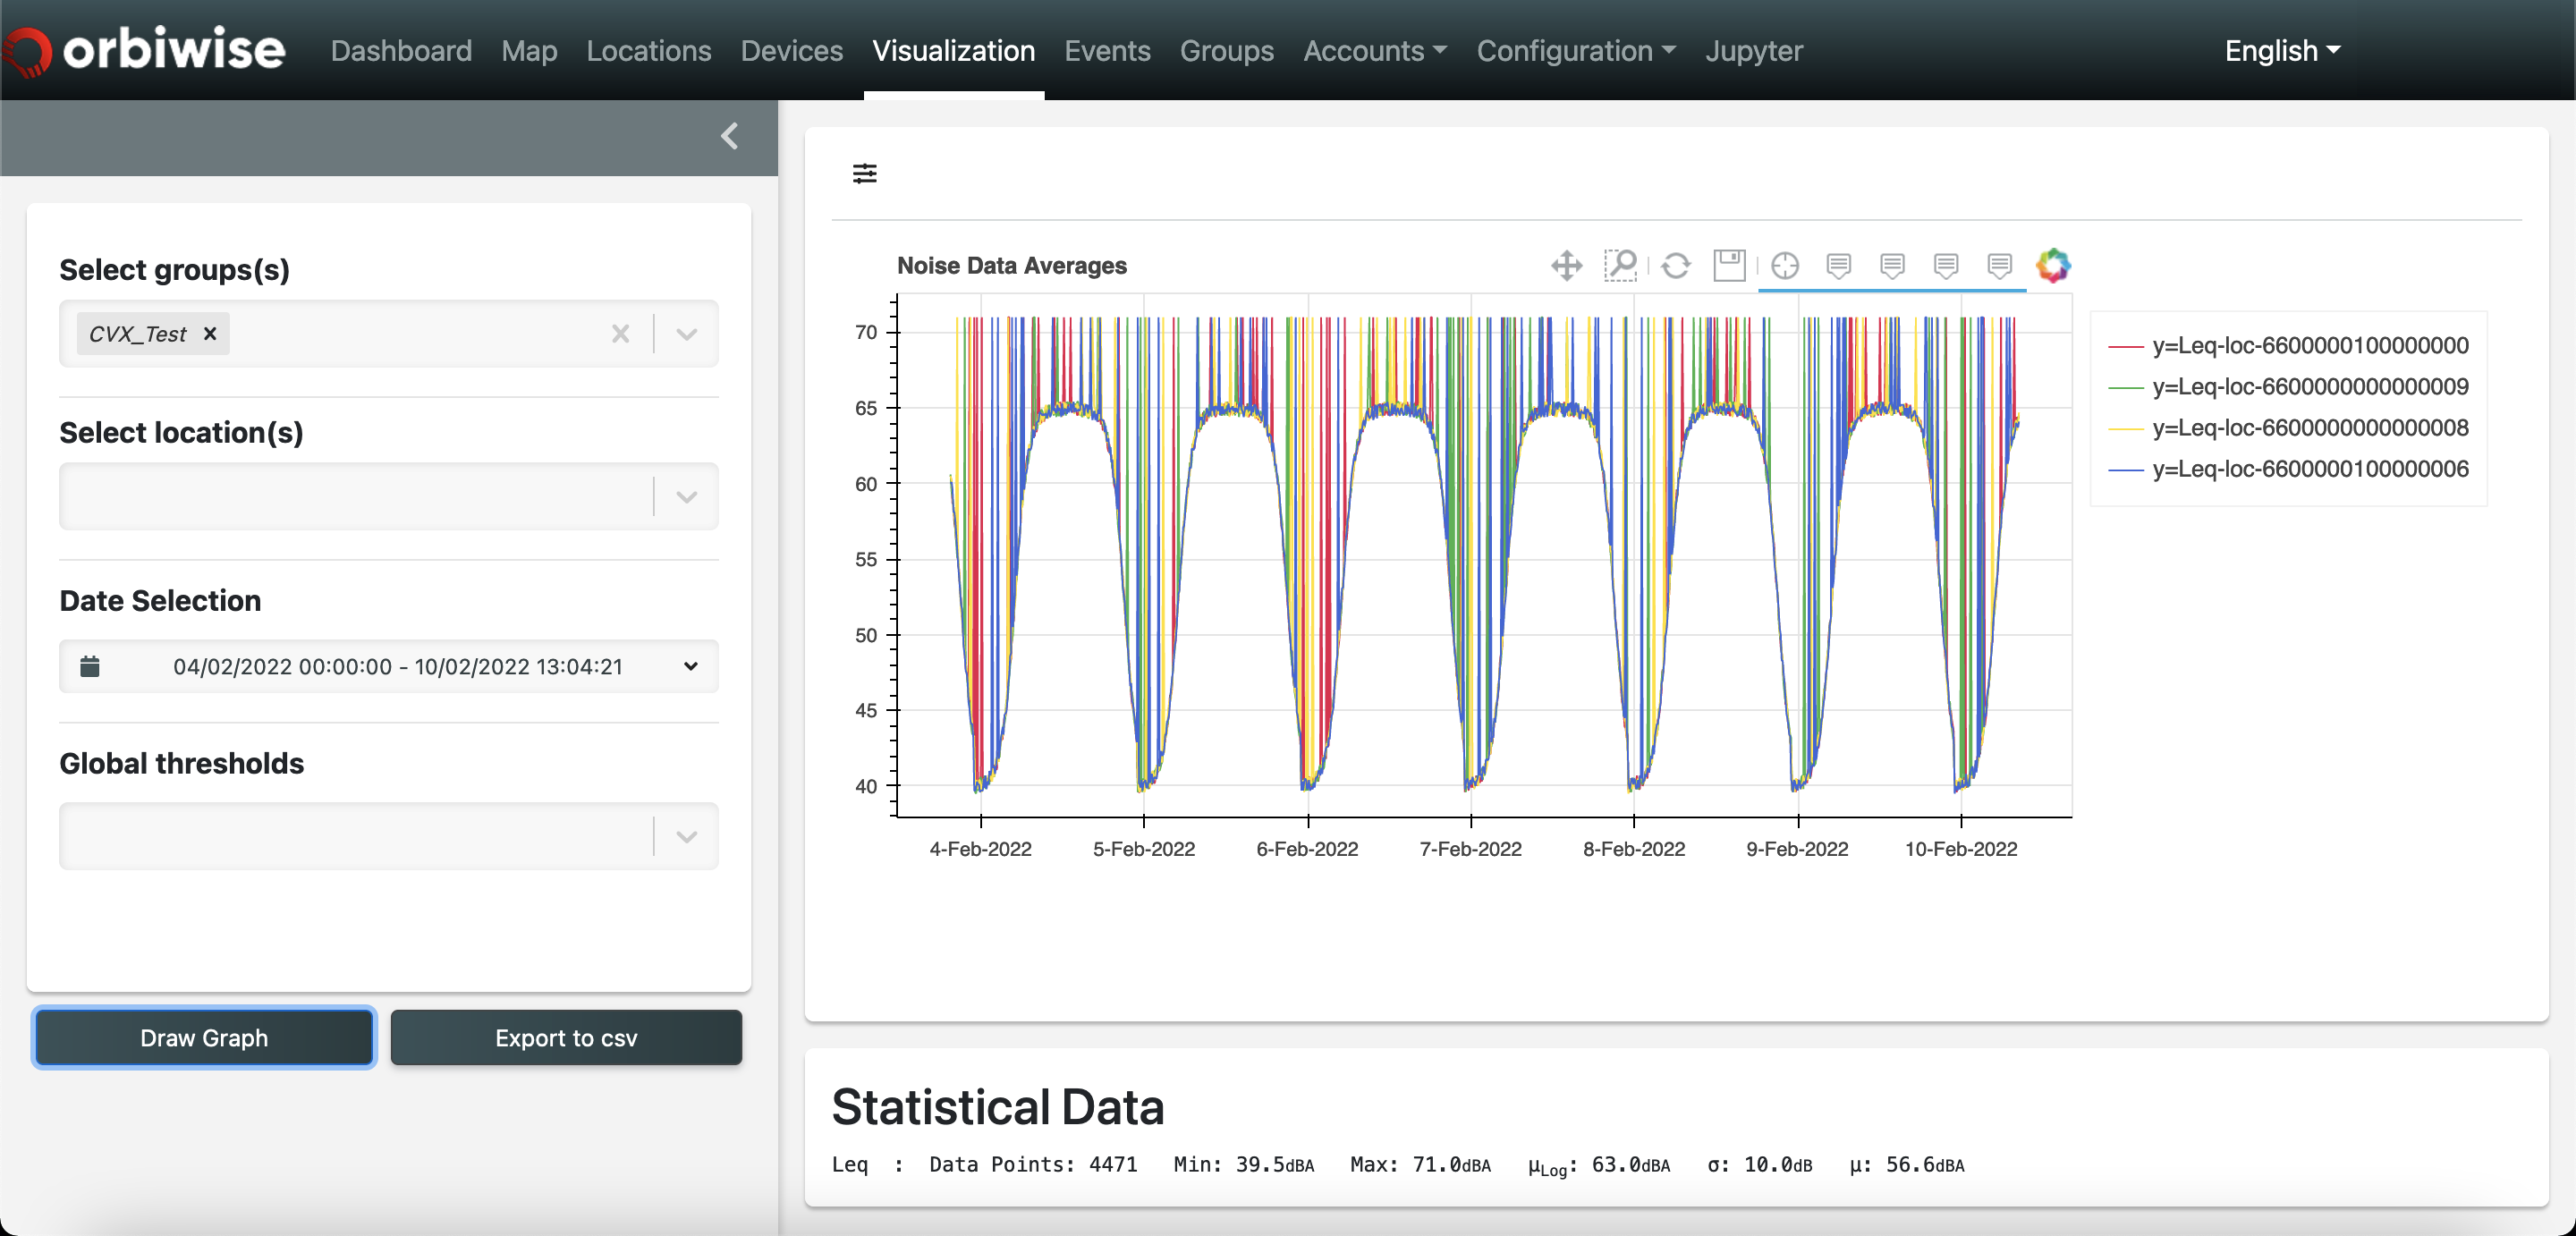 orbiwise Dashboard Map Locations Devices Visualization Events Groups Accounts Configuration Jupyter English
Select groups(s)
CVX_Test
Select location(s)
Date Selection
04/02/2022 00:00:00 - 10/02/2022 13:04:21
Global thresholds
Draw Graph Export to csv
Noise Data Averages
70
65
60
55
50
45
40
4-Feb-2022 5-Feb-2022 6-Feb-2022 7-Feb-2022 8-Feb-2022 9-Feb-2022 10-Feb-2022
y=Leq-loc-6600000100000000
y=Leq-loc-6600000000000009
y=Leq-loc-6600000000000008
y=Leq-loc-6600000100000006
Statistical Data
Leq : Data Points: 4471 Min: 39.5dBA Max: 71.0dBA μLog: 63.0dBA σ: 10.0dB μ: 56.6dBA